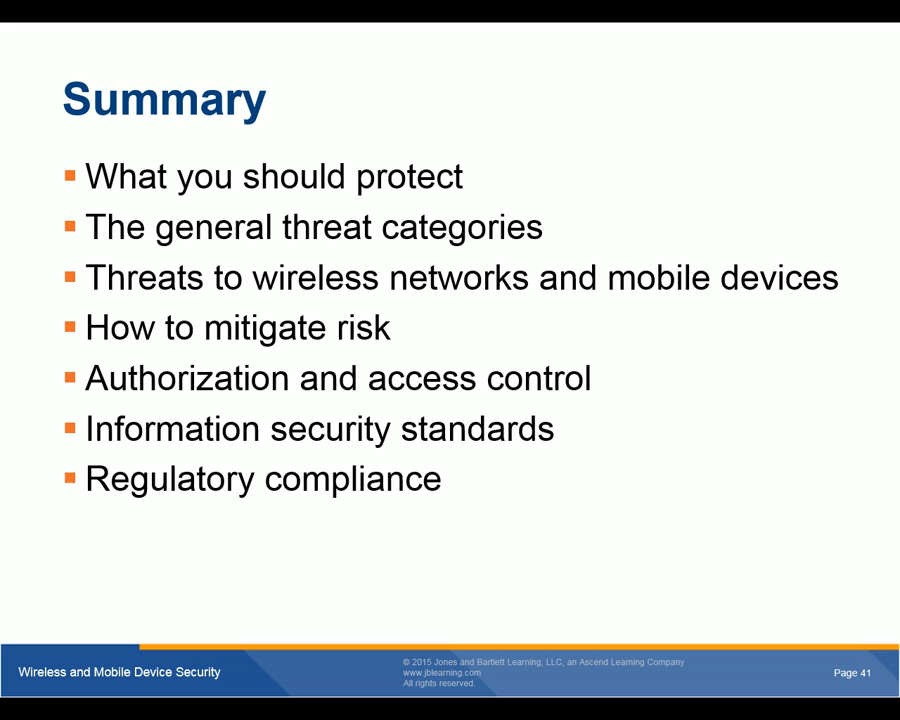 Summary
What you should protect
The general threat categories
Threats to wireless networks and mobile devices
How to mitigate risk
Authorization and access control
Information security standards
Regulatory compliance
Wireless and Mobile Device Security
© 2015 Jones and Bartlett Learning, LLC, an Ascend Learning Company
www.jblearning.com
All rights reserved.
Page 41